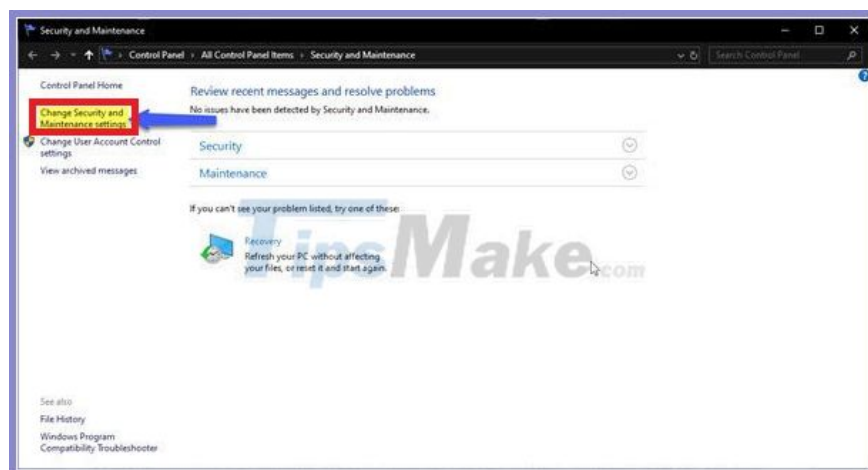 Security and Maintenance
Control Panel › All Control Panel Items › Security and Maintenance
Search Control Panel
Control Panel Home
Change Security and
Maintenance settings
Change User Account Control
settings
View archived messages
Review recent messages and resolve problems
No issues have been detected by Security and Maintenance.
Security
Maintenance
If you can't see your problem listed, try one of these:
Recovery
Refresh your PC without affecting
your files, or reset it and start again.
TipsMake.com
See also
File History
Windows Program
Compatibility Troubleshooter